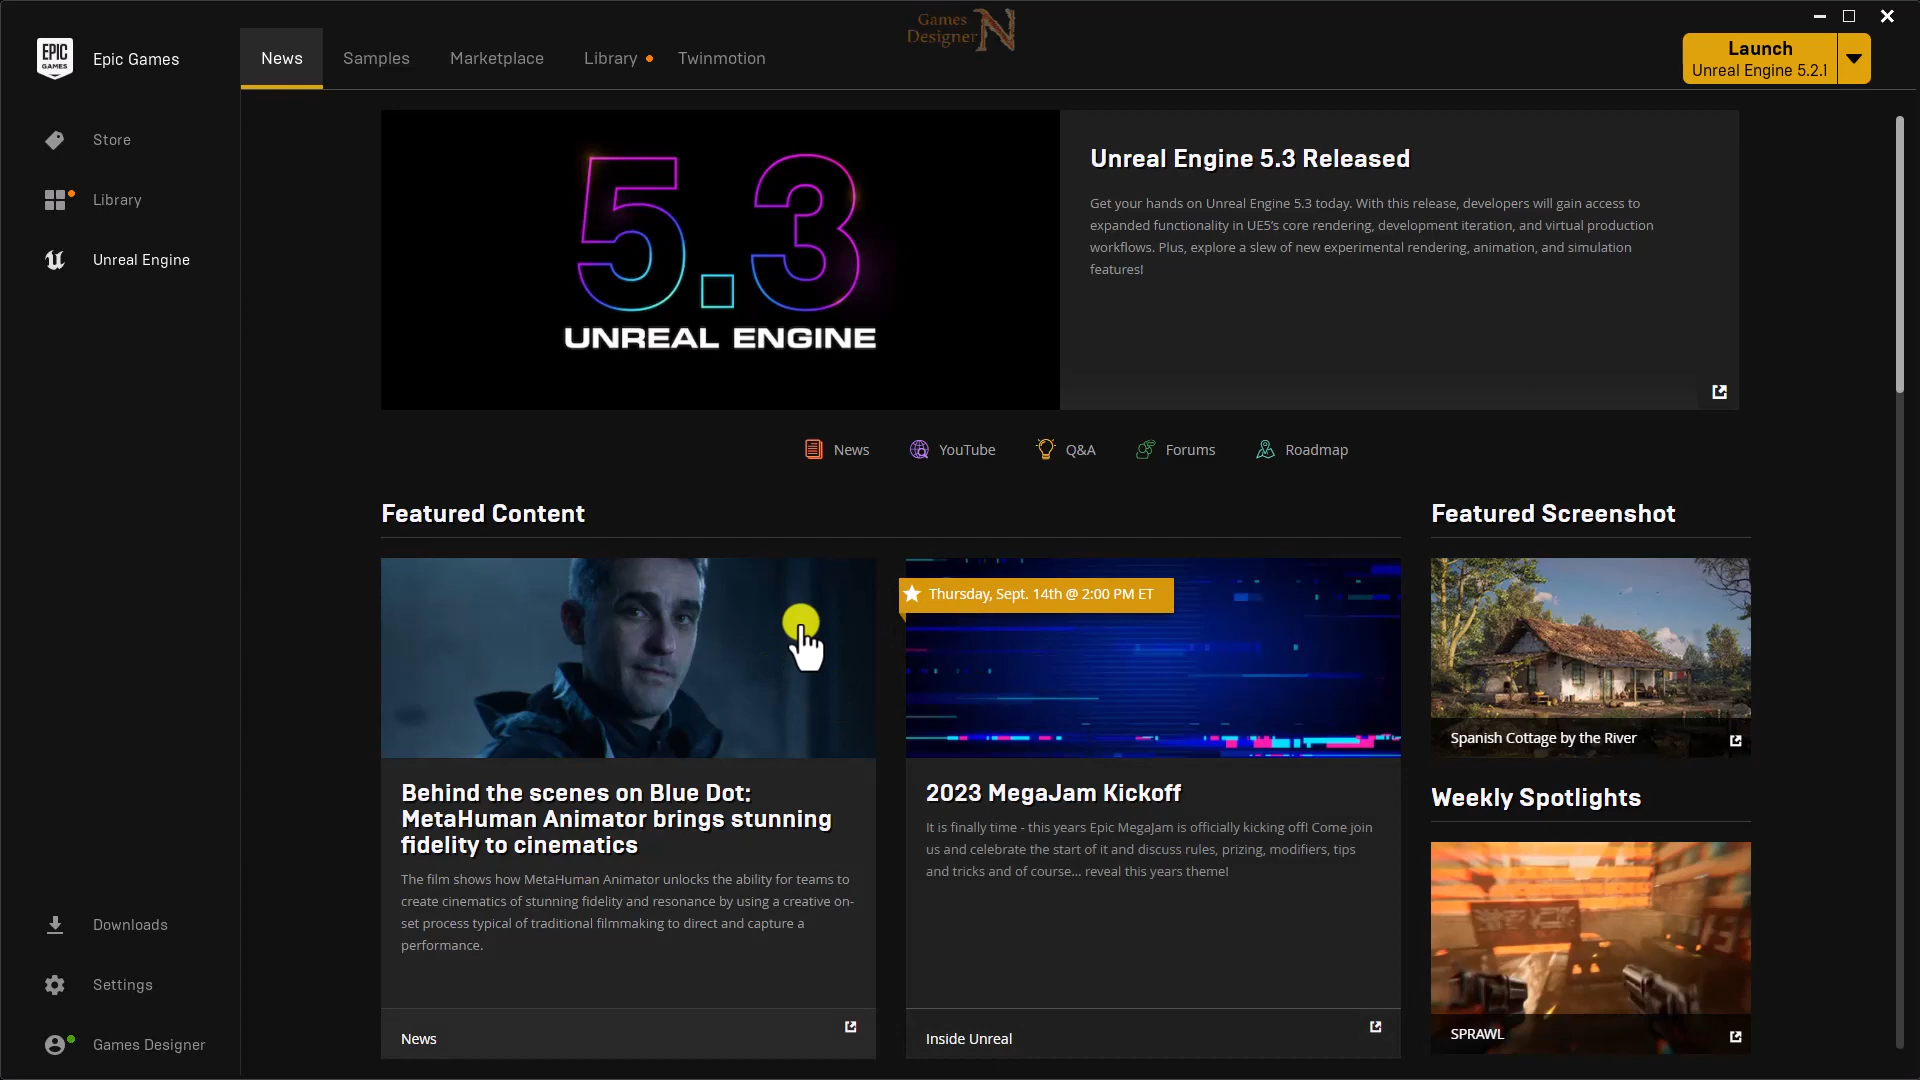 Games
Designer N
EPIC
GAMES
Epic Games
News
Samples
Marketplace
Library
Twinmotion
Launch
Unreal Engine 5.2.1
Store
Library
Unreal Engine
5.3
UNREAL ENGINE
Unreal Engine 5.3 Released
Get your hands on Unreal Engine 5.3 today. With this release, developers will gain access to
expanded functionality in UE5's core rendering, development iteration, and virtual production
workflows. Plus, explore a slew of new experimental rendering, animation, and simulation
features!
News
YouTube
Q&A
Forums
Roadmap
Featured Content
Thursday, Sept. 14th @ 2:00 PM ET
Behind the scenes on Blue Dot:
MetaHuman Animator brings stunning
fidelity to cinematics
The film shows how MetaHuman Animator unlocks the ability for teams to
create cinematics of stunning fidelity and resonance by using a creative on-
set process typical of traditional filmmaking to direct and capture a
performance.
News
2023 MegaJam Kickoff
It is finally time - this years Epic MegaJam is officially kicking off! Come join
us and celebrate the start of it and discuss rules, prizing, modifiers, tips
and tricks and of course... reveal this years theme!
Inside Unreal
Featured Screenshot
Spanish Cottage by the River
Weekly Spotlights
SPRAWL
Downloads
Settings
Games Designer